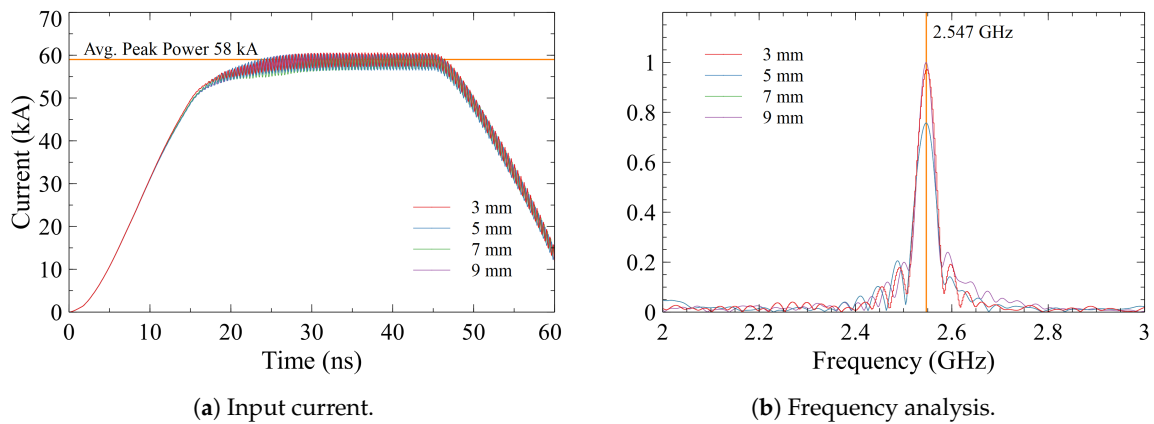 70
60
50
40
30
20
10
0
Current (kA)
Avg. Peak Power 58 kA
3 mm
5 mm
7 mm
9 mm
0 10 20 30 40 50 60
Time (ns)
(a) Input current.
1
0.8
0.6
0.4
0.2
0
2.547 GHz
3 mm
5 mm
7 mm
9 mm
2 2.2 2.4 2.6 2.8 3
Frequency (GHz)
(b) Frequency analysis.